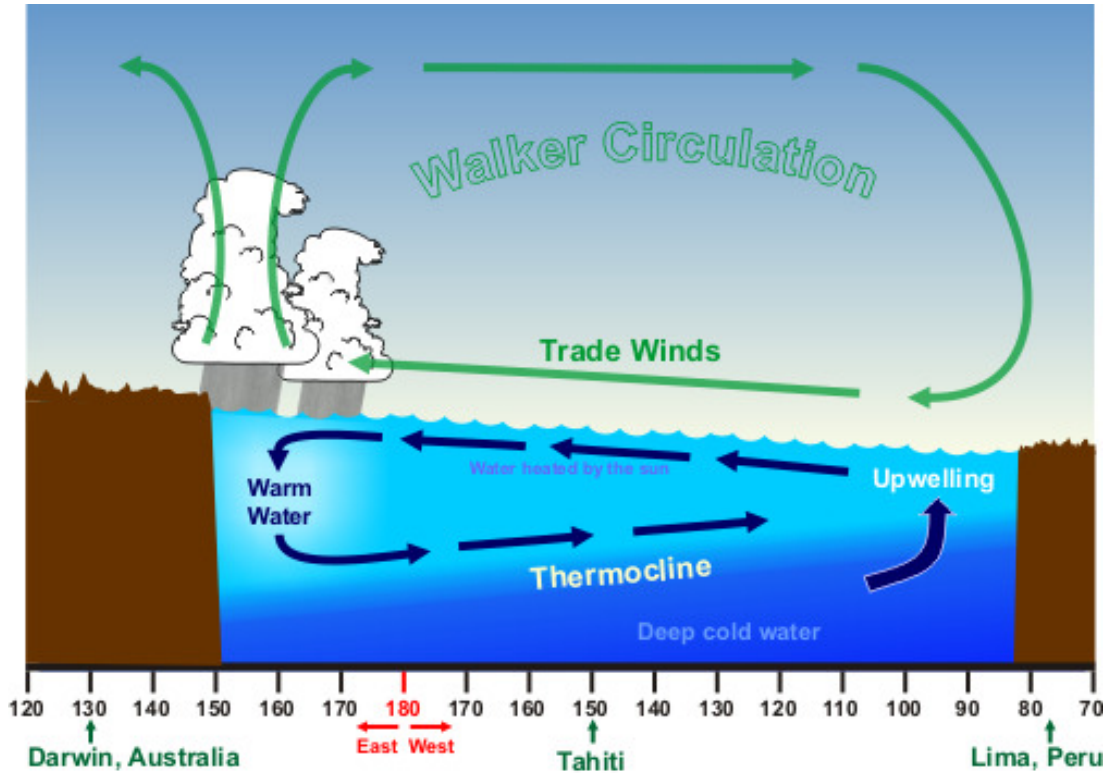 Walker Circulation
Trade Winds
Water heated by the sun
Upwelling
Warm
Water
Thermocline
Deep cold water
120 130 140 150 160 170 180 170 160 150 140 130 120 110 100 90 80 70
East West
Darwin, Australia Tahiti Lima, Peru